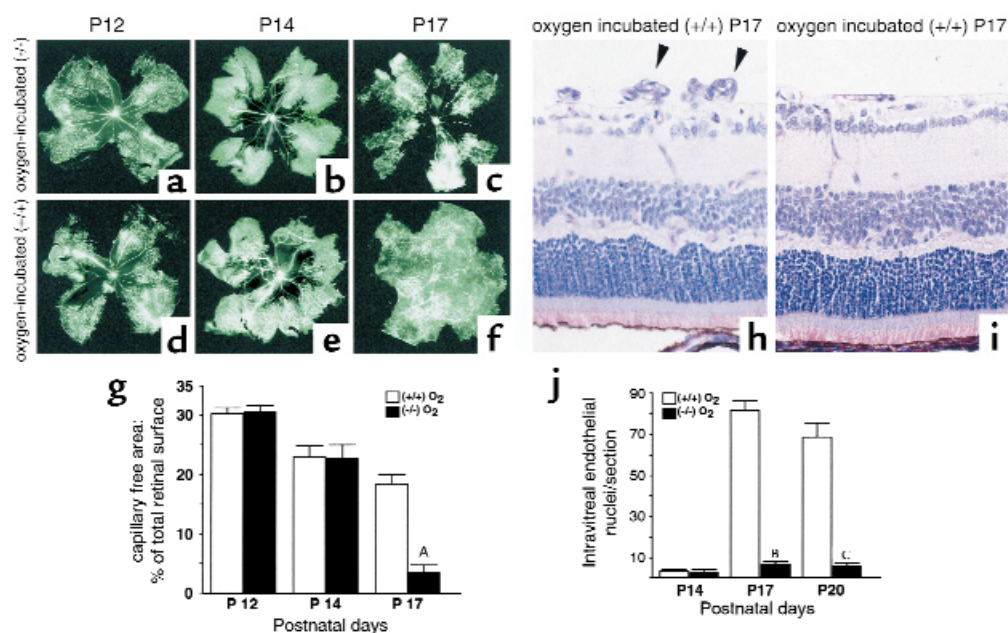 P12
P14
P17
oxygen incubated (+/+) P17
oxygen incubated (+/+) P17
oxygen-incubated (-/-)
a
b
c
oxygen-incubated (+/+)
d
e
f
h
i
g
35
30
20
10
0
(+/+) O2
(-/-) O2
A
capillary free area:
% of total retinal surface
P 12
P 14
P 17
Postnatal days
j
90
70
50
30
10
(+/+) O2
(-/-) O2
B
C
Intravitreal endothelial
nuclei/section
P14
P17
P20
Postnatal days